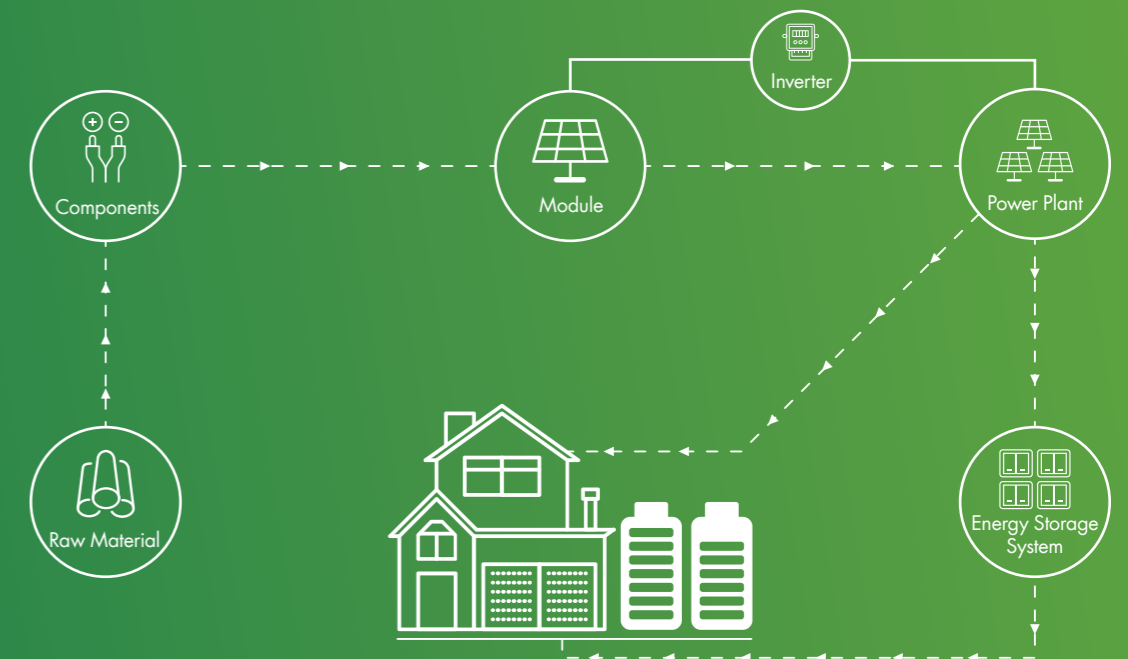 Inverter
Components
Module
Power Plant
Raw Material
Energy Storage
System